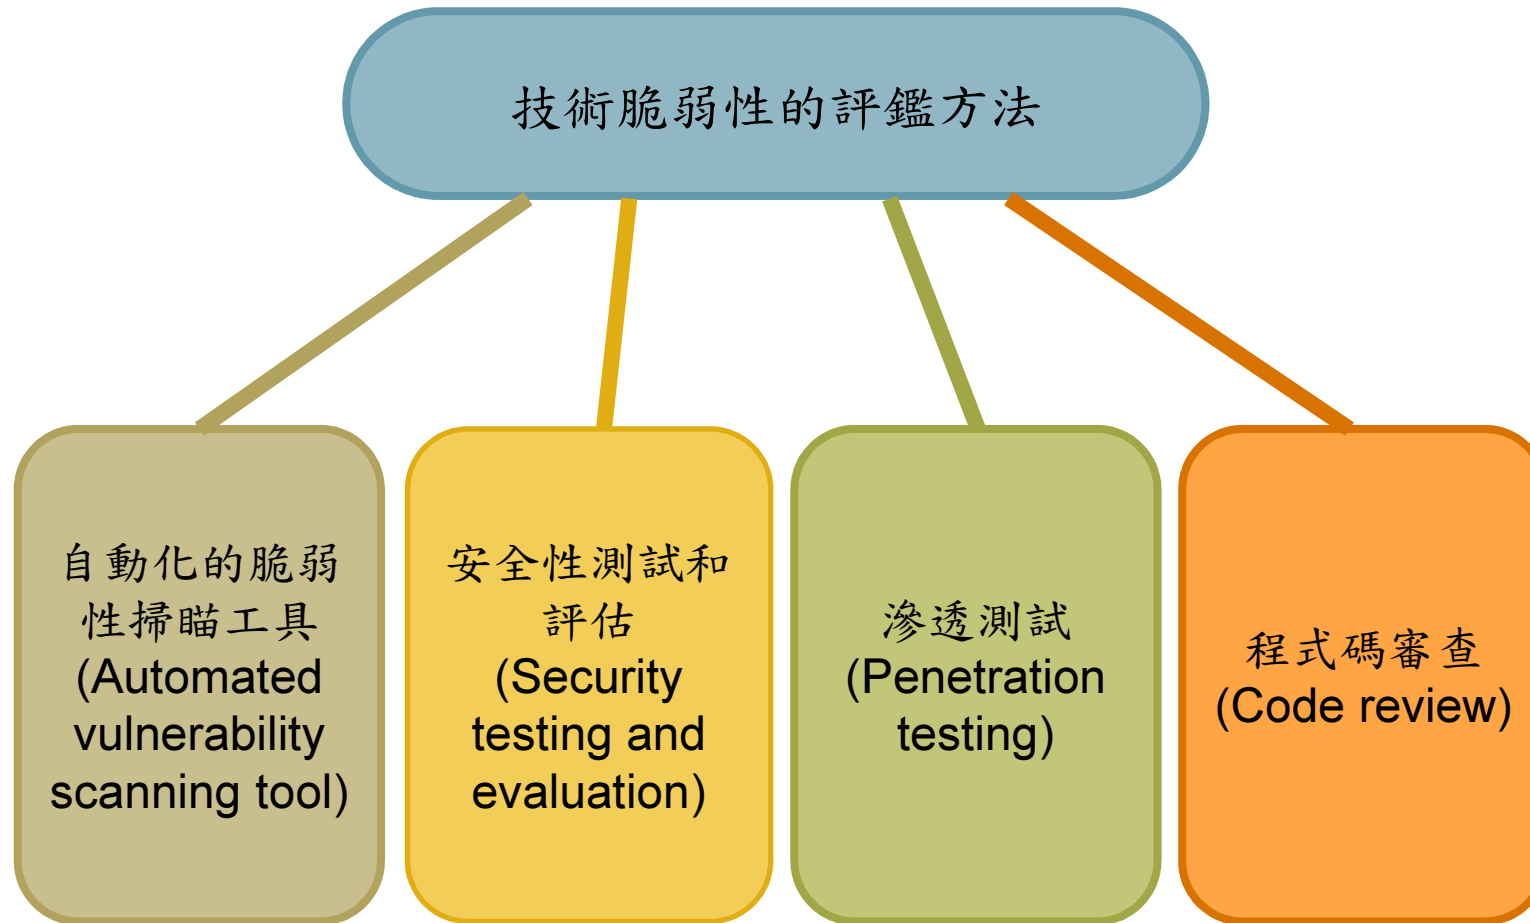 技術脆弱性的評鑑方法
自動化的脆弱
性掃瞄工具
(Automated
vulnerability
scanning tool)
安全性測試和
評估
(Security
testing and
evaluation)
滲透測試
(Penetration
testing)
程式碼審查
(Code review)